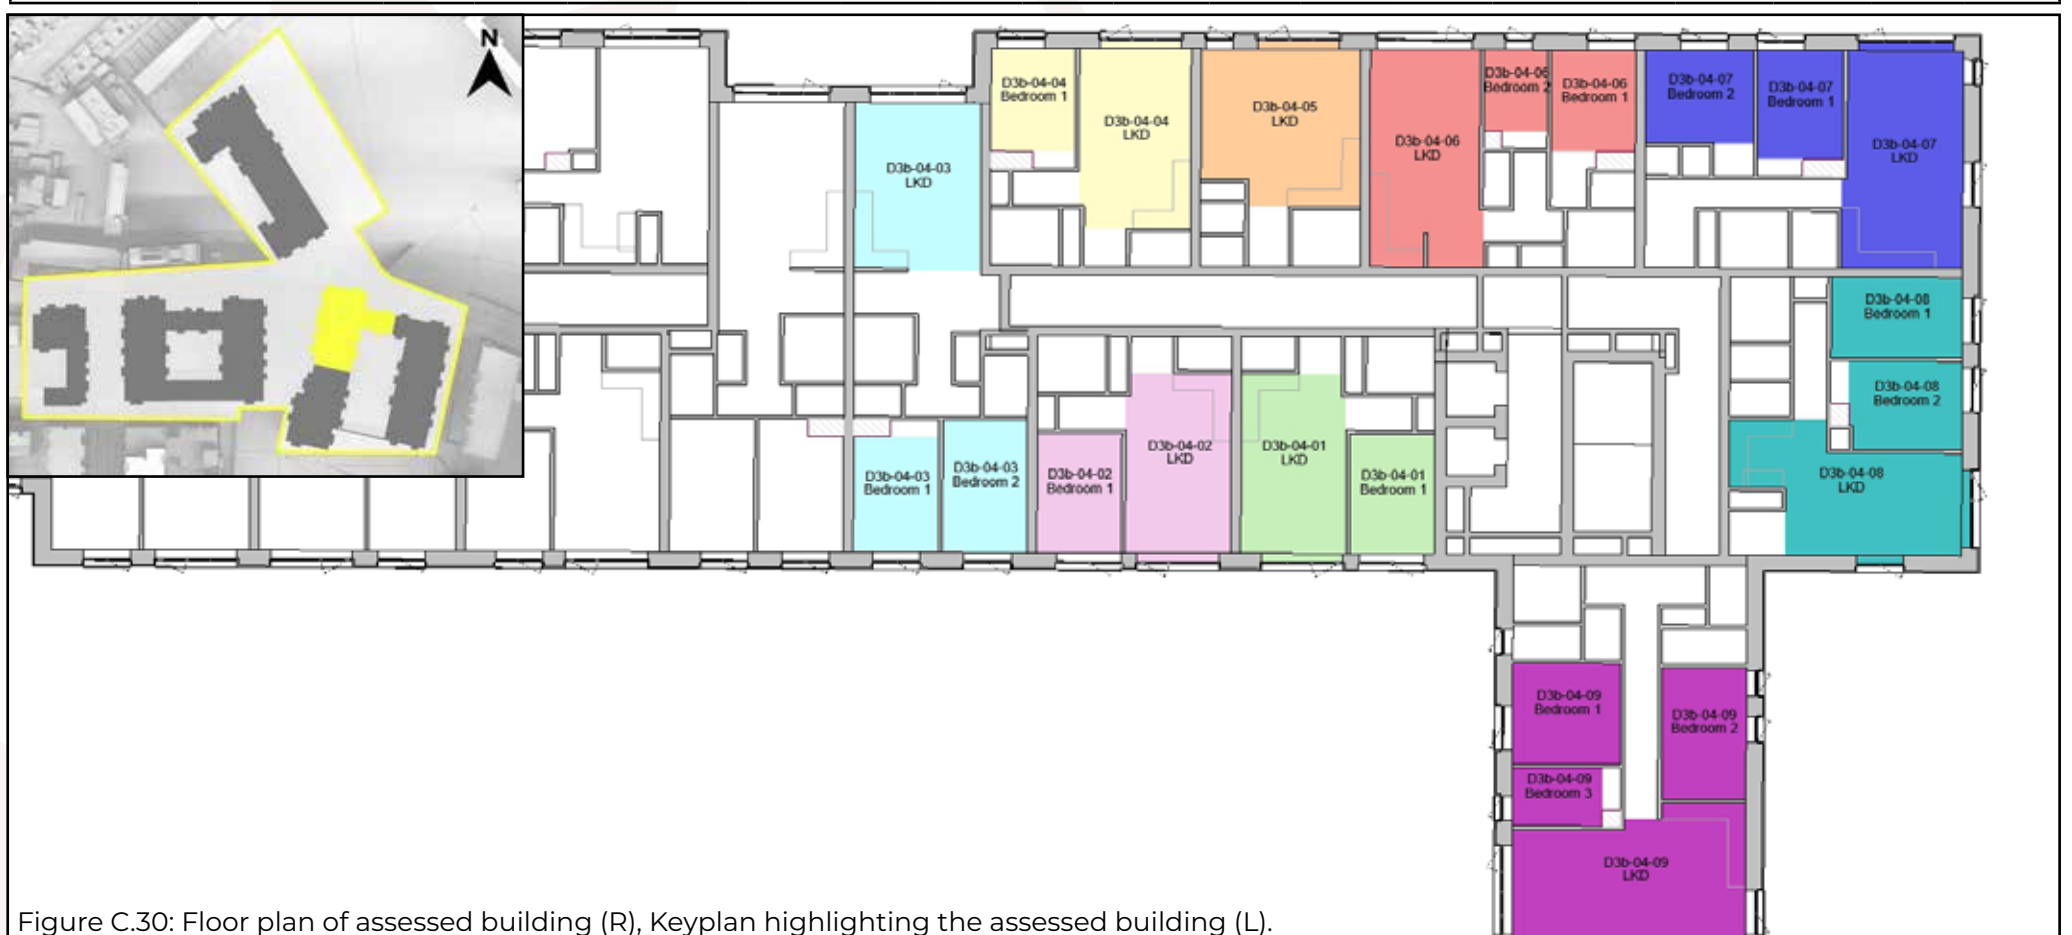 N
D3b-04-04
Bedroom 1
D3b-04-04
LKD
D3b-04-05
LKD
D3b-04-06
LKD
D3b-04-06
Bedroom 2
D3b-04-06
Bedroom 1
D3b-04-07
Bedroom 2
D3b-04-07
Bedroom 1
D3b-04-07
LKD
D3b-04-03
LKD
D3b-04-08
Bedroom 1
D3b-04-08
Bedroom 2
D3b-04-08
LKD
D3b-04-03
Bedroom 1
D3b-04-03
Bedroom 2
D3b-04-02
Bedroom 1
D3b-04-02
LKD
D3b-04-01
LKD
D3b-04-01
Bedroom 1
D3b-04-09
Bedroom 1
D3b-04-09
Bedroom 2
D3b-04-09
Bedroom 3
D3b-04-09
LKD
Figure C.30: Floor plan of assessed building (R), Keyplan highlighting the assessed building (L).